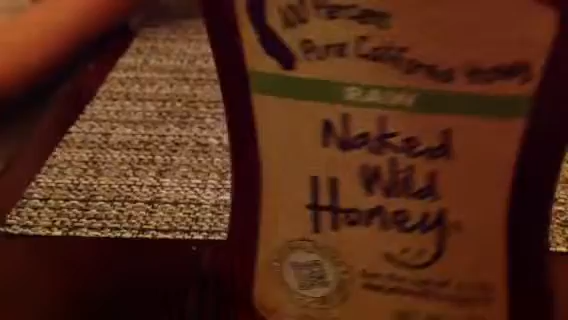 100 Percent
Pure California Honey
RAW
Naked
Wild
Honey